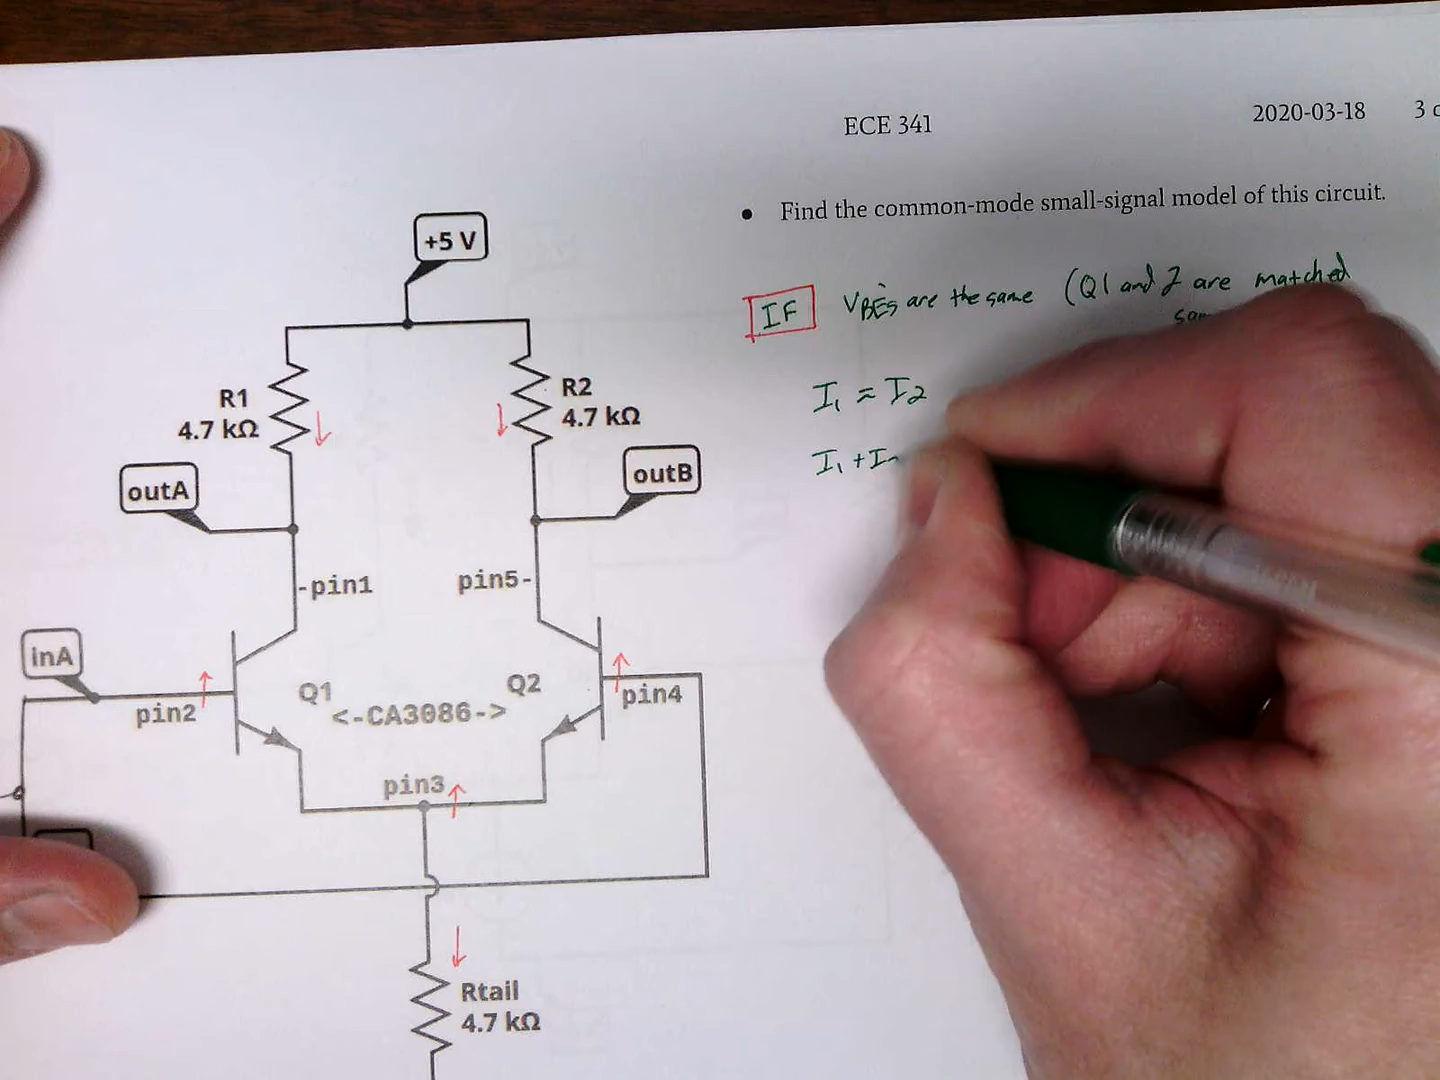 ECE 341
2020-03-18
3
• Find the common-mode small-signal model of this circuit.
IF VBE's are the same (Q1 and 2 are matched
I1 ≈ I2
I1 +
+5 V
R1
4.7 kΩ
R2
4.7 kΩ
outA
outB
-pin1
pin5-
inA
pin2
Q1
Q2
<-CA3086->
pin4
pin3
Rtail
4.7 kΩ